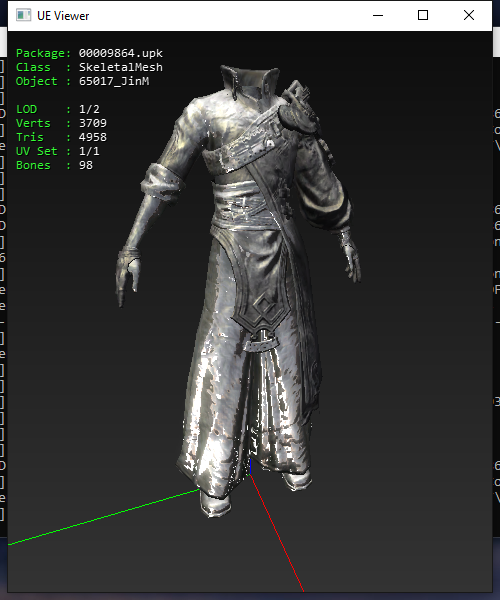 UE Viewer
Package: 00009864.upk
Class  : SkeletalMesh
Object : 65017_JinM
LOD    : 1/2
Verts  : 3709
Tris   : 4958
UV Set : 1/1
Bones  : 98